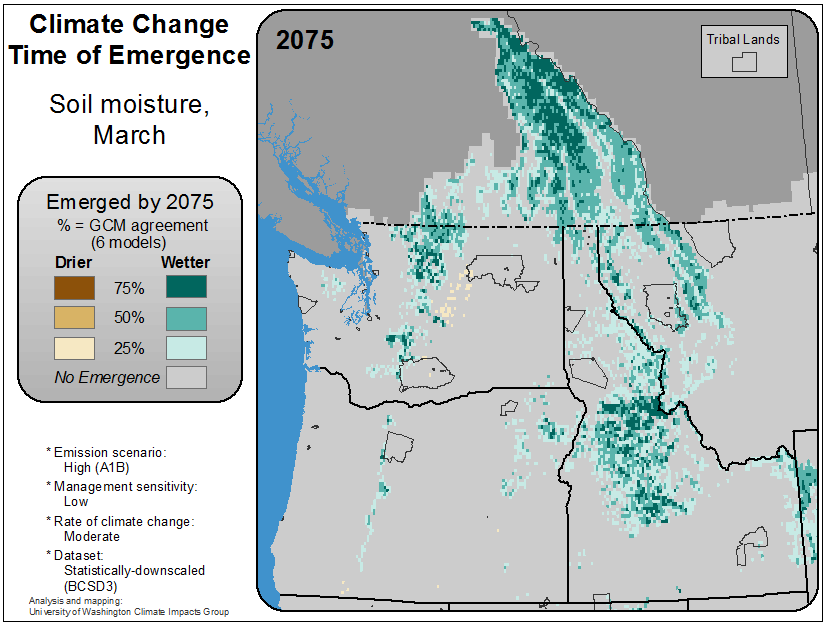 Climate Change
Time of Emergence
Soil moisture,
March
Emerged by 2075
% = GCM agreement
(6 models)
Drier Wetter
75%
50%
25%
No Emergence
* Emission scenario:
High (A1B)
* Management sensitivity:
Low
* Rate of climate change:
Moderate
* Dataset:
Statistically-downscaled
(BCSD3)
Analysis and mapping:
University of Washington Climate Impacts Group
2075
Tribal Lands